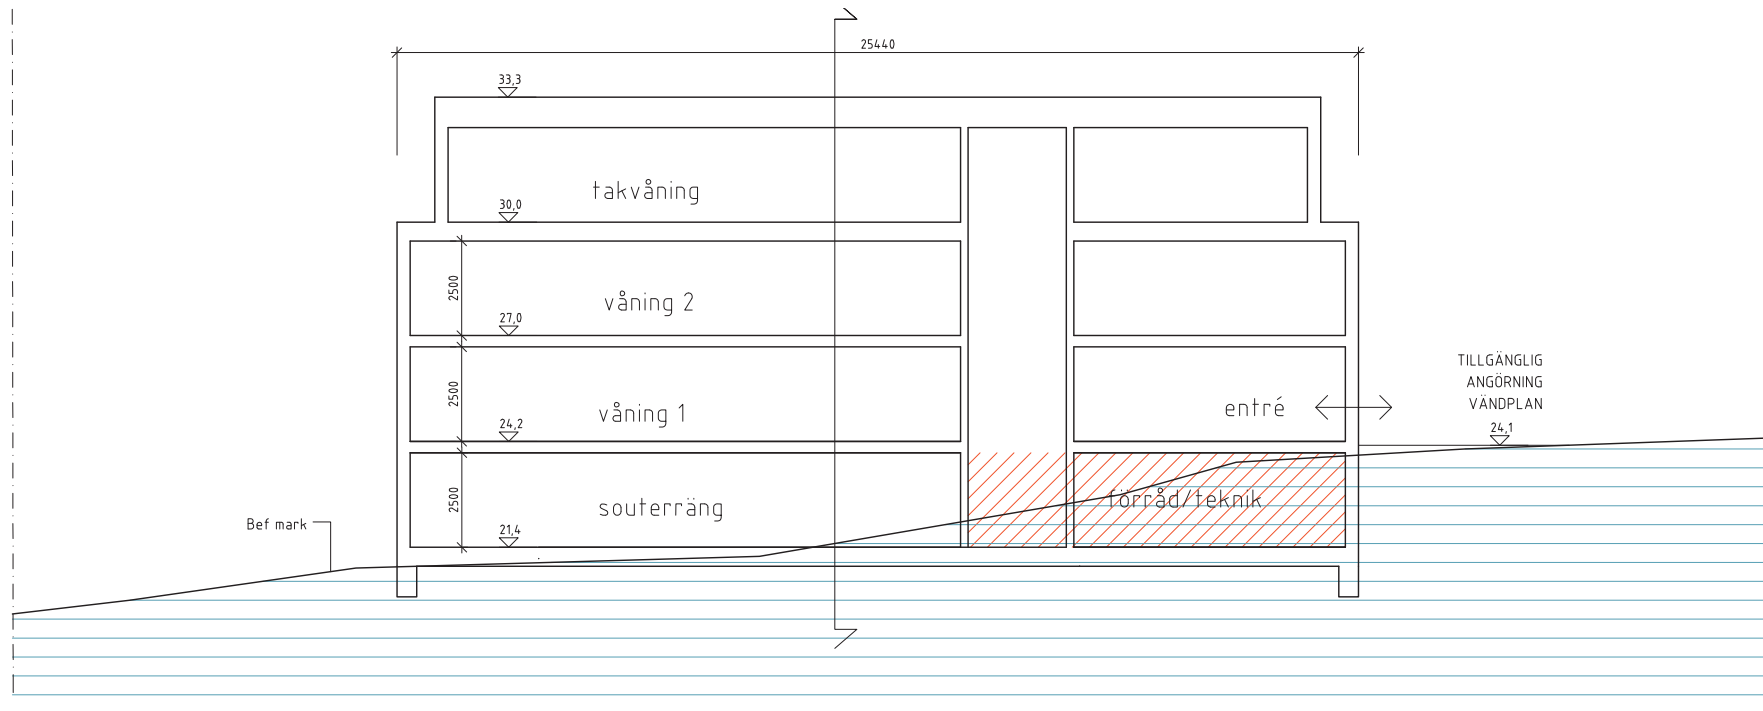 25440
33,3
takvåning
30,0
2500
våning 2
27,0
TILLGÄNGLIG
ANGÖRNING
VÄNDPLAN
2500
våning 1
entré
24,2
24,1
2500
souterräng
förråd/teknik
Bef mark
21,4